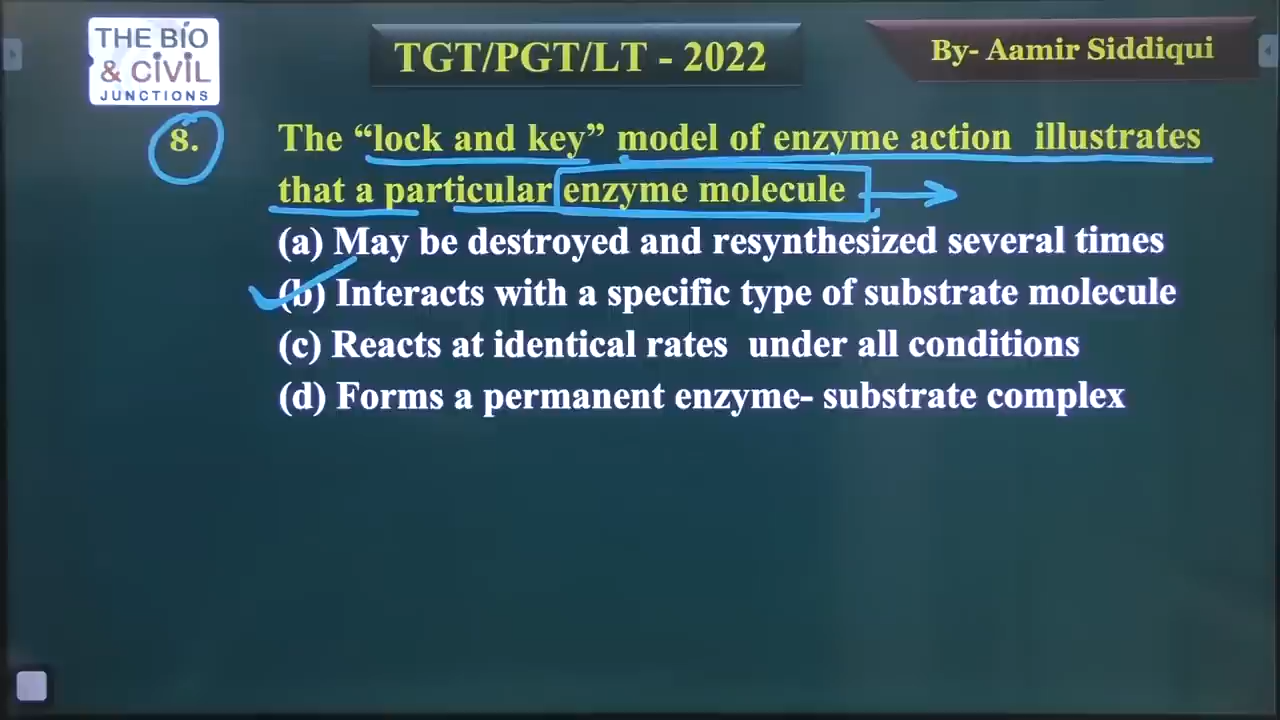 THE BIO
& CIVIL
JUNCTIONS
TGT/PGT/LT - 2022
By- Aamir Siddiqui
8. The “lock and key” model of enzyme action illustrates
that a particular enzyme molecule
(a) May be destroyed and resynthesized several times
(b) Interacts with a specific type of substrate molecule
(c) Reacts at identical rates under all conditions
(d) Forms a permanent enzyme- substrate complex